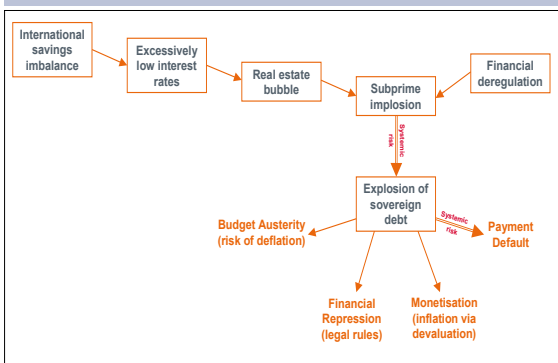 International
savings
imbalance
Excessively
low interest
rates
Real estate
bubble
Subprime
implosion
Financial
deregulation
Systemic
risk
Explosion of
sovereign
debt
Systemic
risk
Budget Austerity
(risk of deflation)
Payment
Default
Financial
Repression
(legal rules)
Monetisation
(inflation via
devaluation)